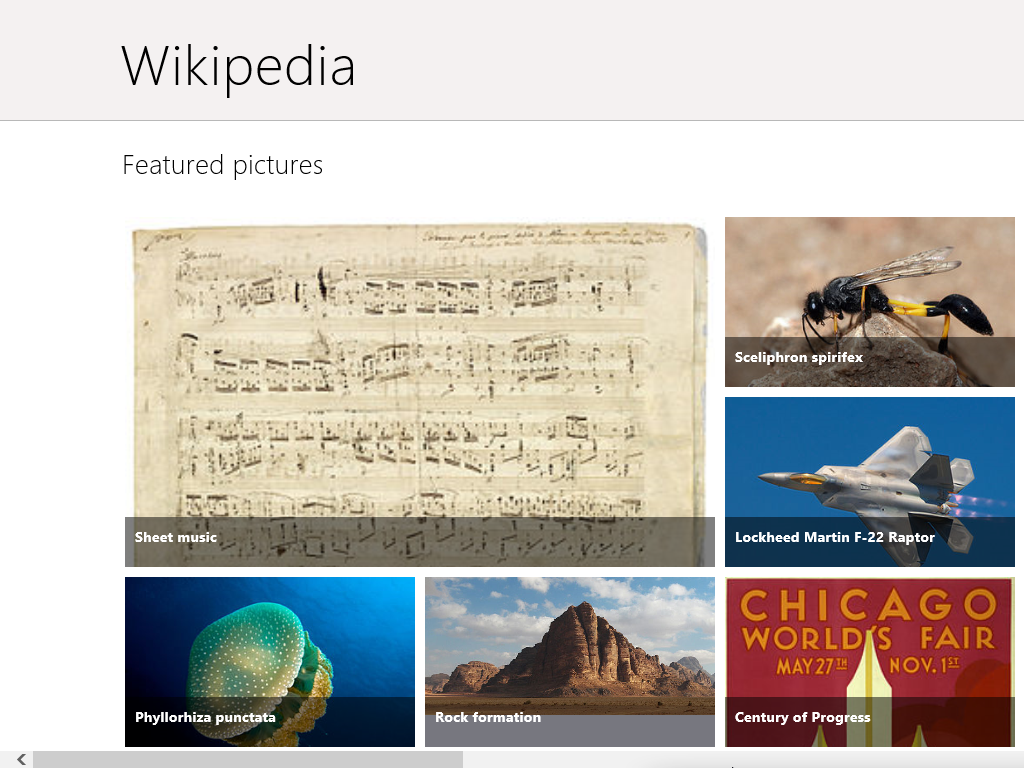 Wikipedia
Featured pictures
Sheet music
Sceliphron spirifex
Lockheed Martin F-22 Raptor
Phyllorhiza punctata
Rock formation
CHICAGO
WORLD'S FAIR
MAY 27TH NOV. 1ST
Century of Progress